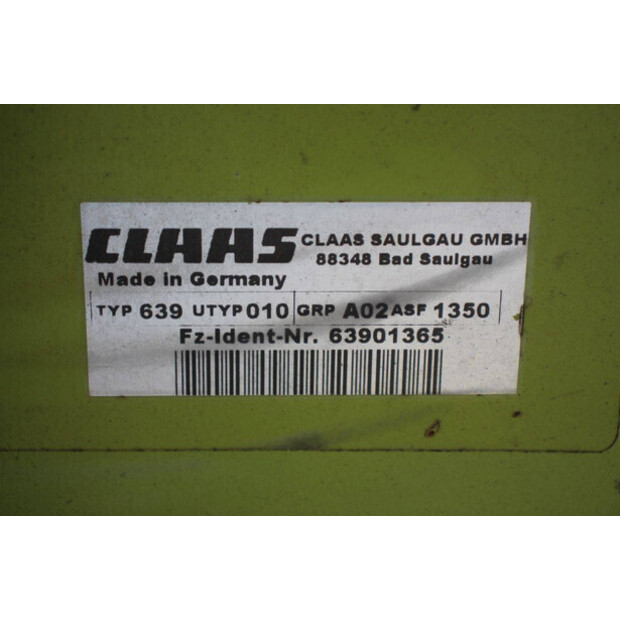 CLAAS CLAAS SAULGAU GMBH
88348 Bad Saulgau
Made in Germany
TYP 639 UTYP 010 GRP A02 ASF 1350
Fz-Ident-Nr. 63901365